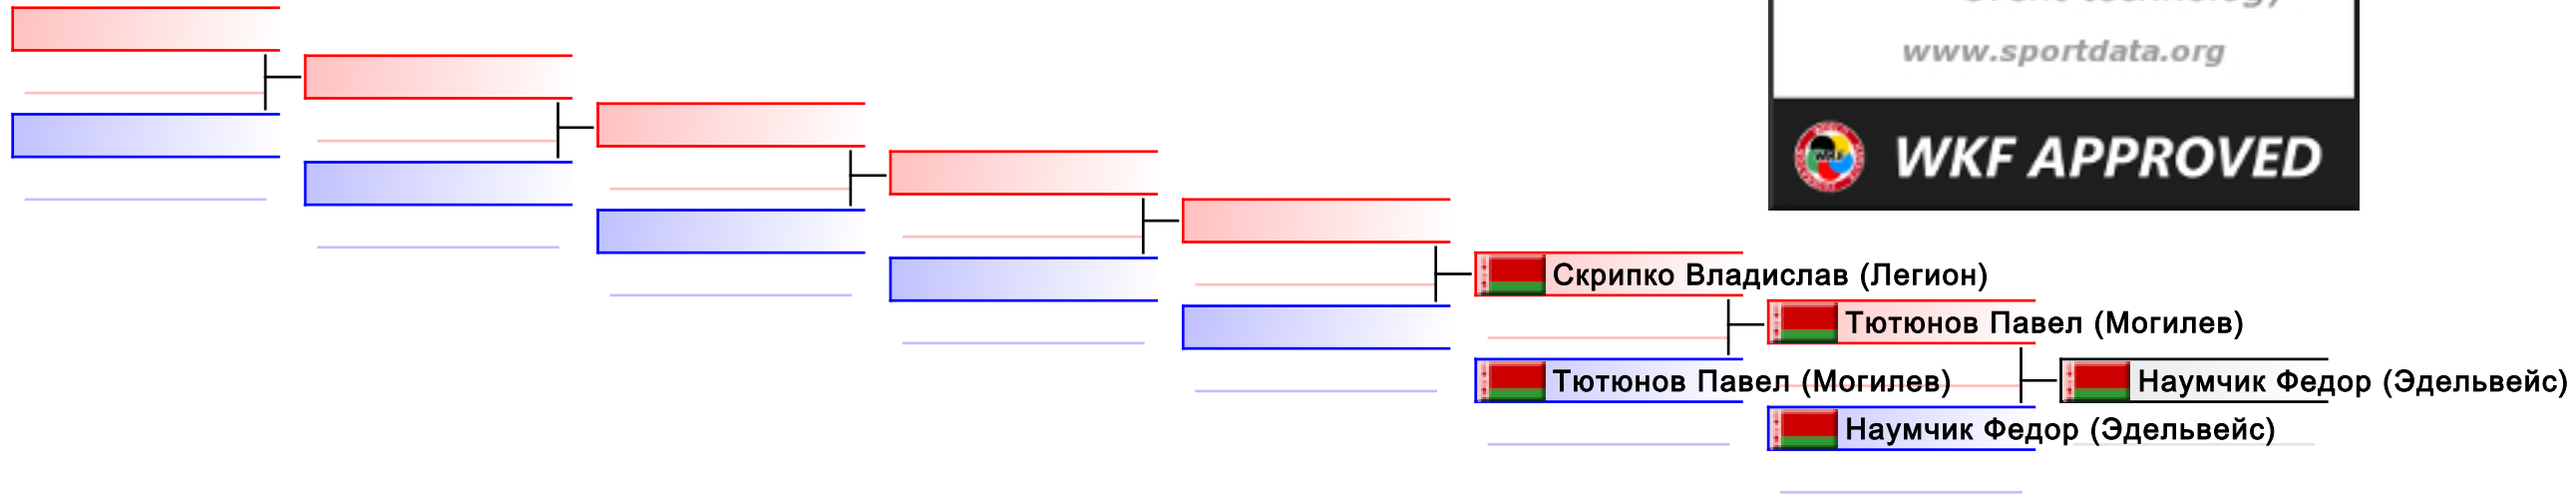 www.sportdata.org
WKF APPROVED
Скрипко Владислав (Легион)
Тютюнов Павел (Могилев)
Тютюнов Павел (Могилев)
Наумчик Федор (Эдельвейс)
Наумчик Федор (Эдельвейс)